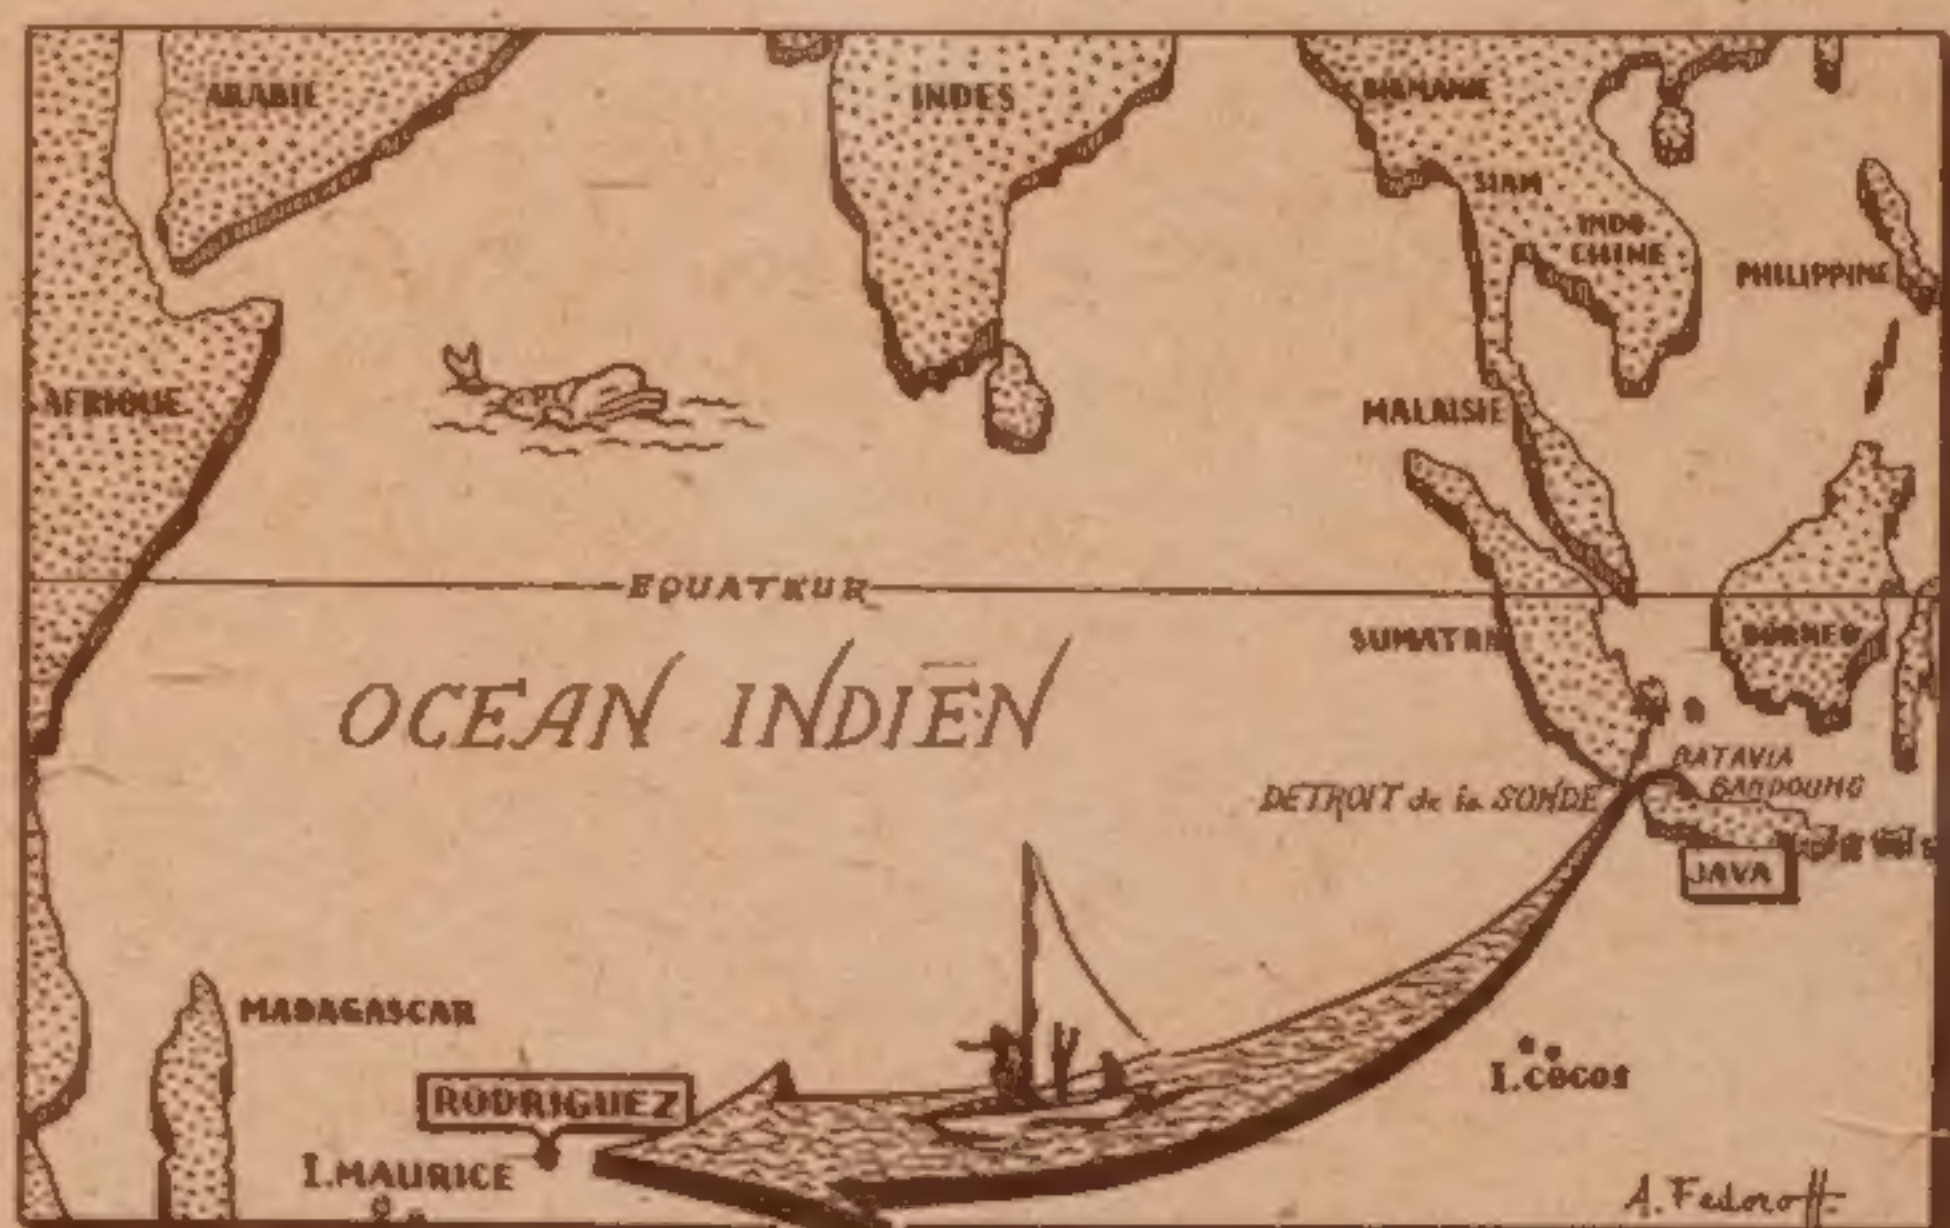 ARABIE
INDES
BIRMANIE
SIAM
INDO
CHINE
PHILIPPINE
AFRIQUE
MALAISIE
EQUATEUR
SUMATRA
BORNEO
OCEAN INDIEN
BATAVIA
BANDOUNG
DETROIT de la SONDE
JAVA
MADAGASCAR
I.COCOS
RODRIGUEZ
I.MAURICE
A. Fedoroff